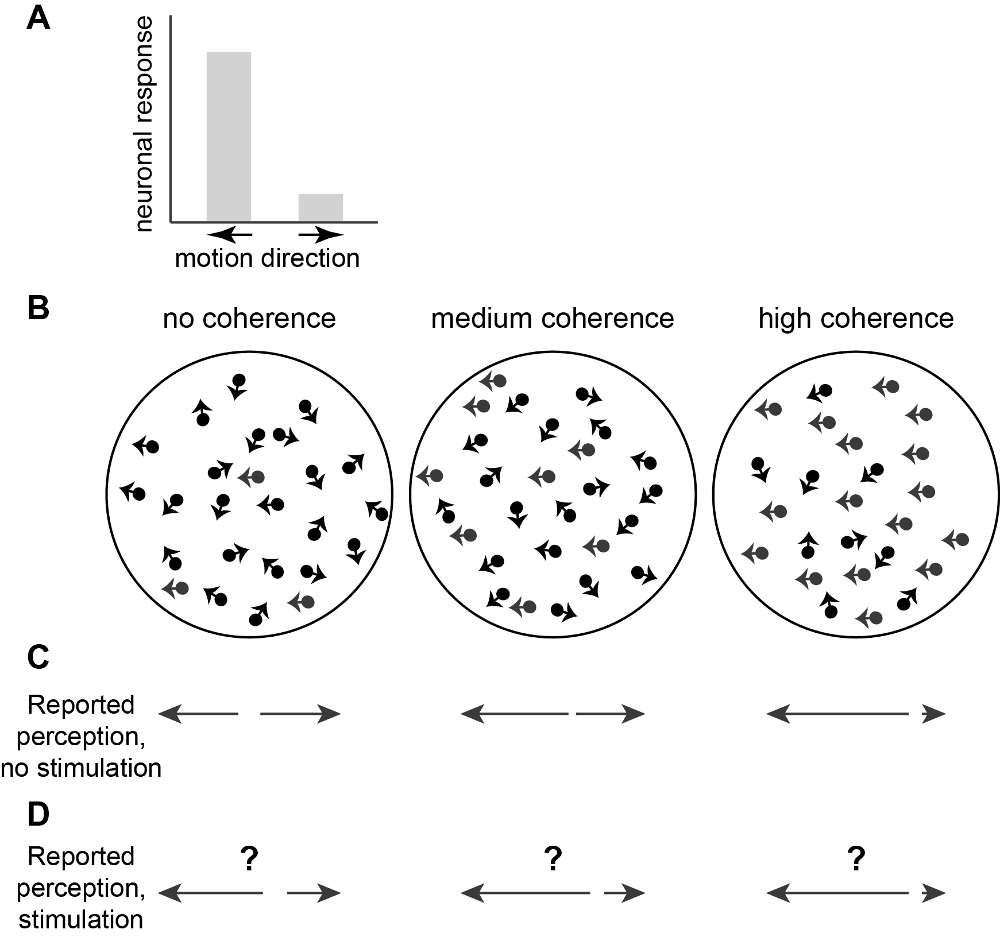 A
neuronal response
motion direction
B
no coherence
medium coherence
high coherence
C
Reported
perception,
no stimulation
D
Reported
perception,
stimulation
?
?
?